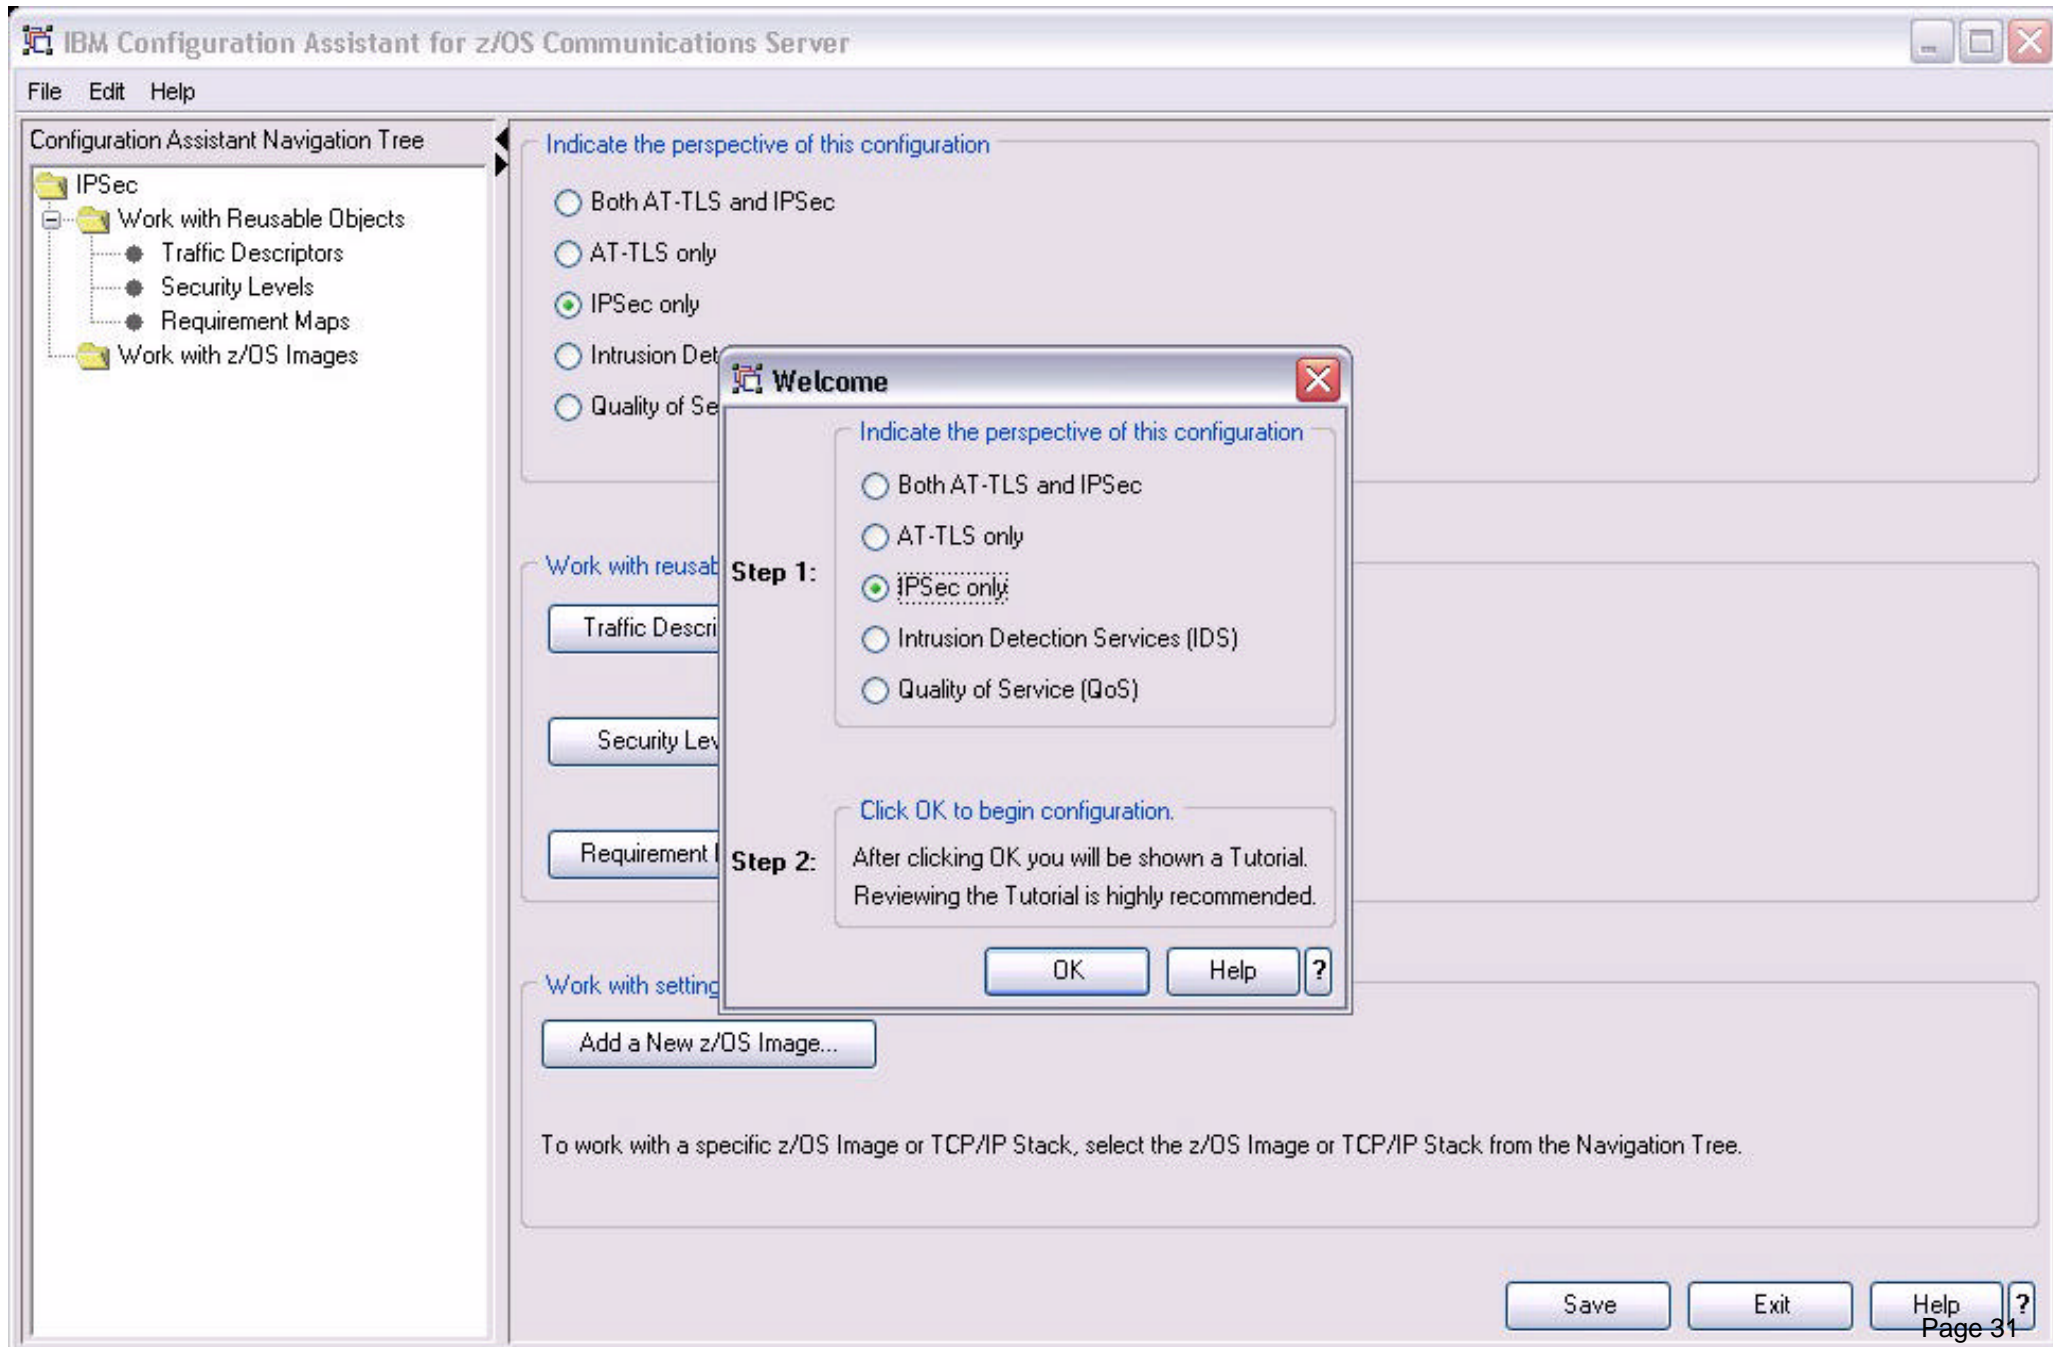 IBM Configuration Assistant for z/OS Communications Server
File Edit Help
Configuration Assistant Navigation Tree
IPSec
Work with Reusable Objects
Traffic Descriptors
Security Levels
Requirement Maps
Work with z/OS Images
Indicate the perspective of this configuration
Both AT-TLS and IPSec
AT-TLS only
IPSec only
Intrusion Det
Quality of Se
Work with reusab
Traffic Descri
Security Lev
Requirement
Work with setting
Add a New z/OS Image...
To work with a specific z/OS Image or TCP/IP Stack, select the z/OS Image or TCP/IP Stack from the Navigation Tree.
Save Exit Help ?
Welcome
Step 1:
Indicate the perspective of this configuration
Both AT-TLS and IPSec
AT-TLS only
IPSec only
Intrusion Detection Services (IDS)
Quality of Service (QoS)
Step 2:
Click OK to begin configuration.
After clicking OK you will be shown a Tutorial.
Reviewing the Tutorial is highly recommended.
OK Help ?
Page 31